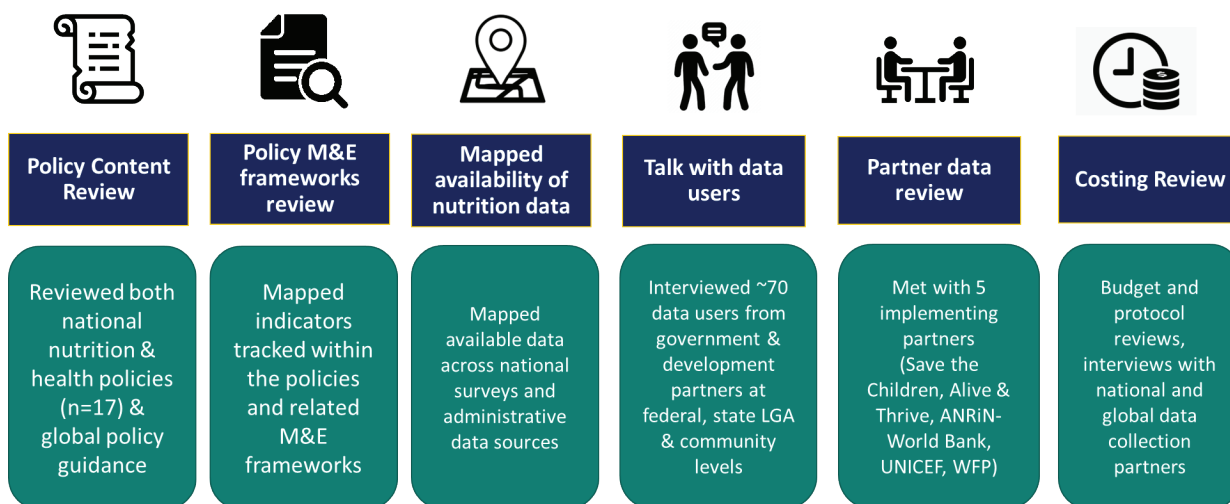 $
Policy Content
Review
Policy M&E
frameworks
review
Mapped
availability of
nutrition data
Talk with data
users
Partner data
review
Costing Review
Reviewed both
national
nutrition &
health policies
(n=17) &
global policy
guidance
Mapped
indicators
tracked within
the policies
and related
M&E
frameworks
Mapped
available data
across national
surveys and
administrative
data sources
Interviewed ~70
data users from
government &
development
partners at
federal, state LGA
& community
levels
Met with 5
implementing
partners
(Save the
Children, Alive &
Thrive, ANRiN-
World Bank,
UNICEF, WFP)
Budget and
protocol
reviews,
interviews with
national and
global data
collection
partners